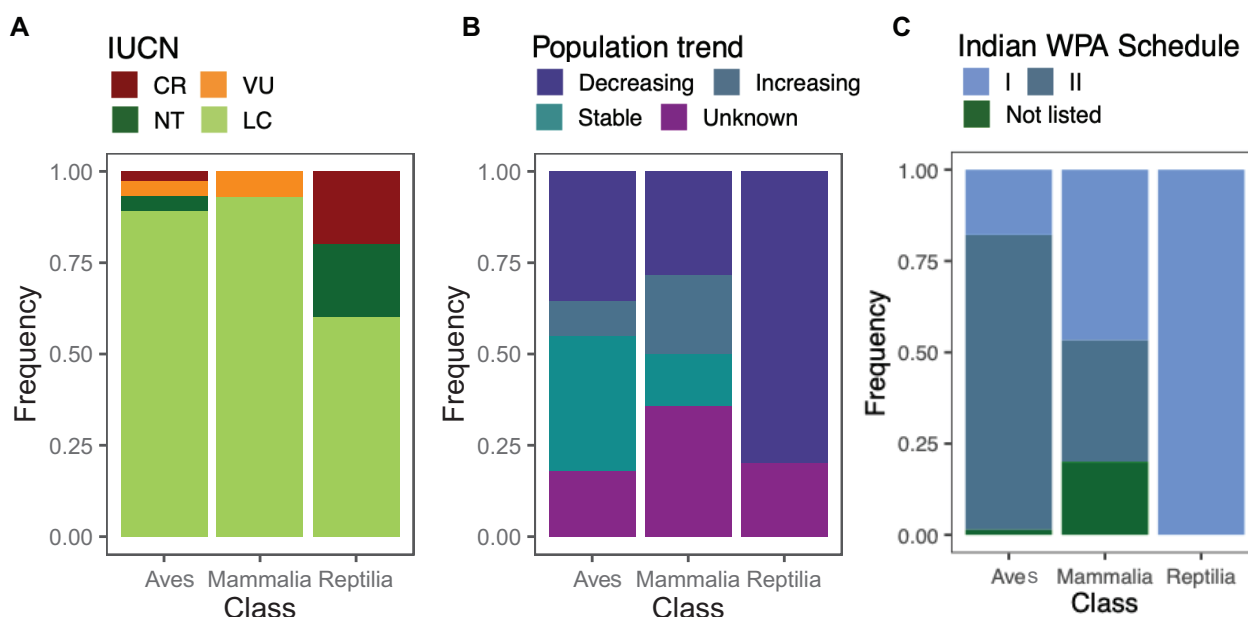 A
IUCN
CR VU
NT LC
1.00
0.75
0.50
0.25
0.00
Frequency
Aves Mammalia Reptilia
Class
B
Population trend
Decreasing Increasing
Stable Unknown
1.00
0.75
0.50
0.25
0.00
Frequency
Aves Mammalia Reptilia
Class
C
Indian WPA Schedule
I II
Not listed
1.00
0.75
0.50
0.25
0.00
Frequency
Aves Mammalia Reptilia
Class